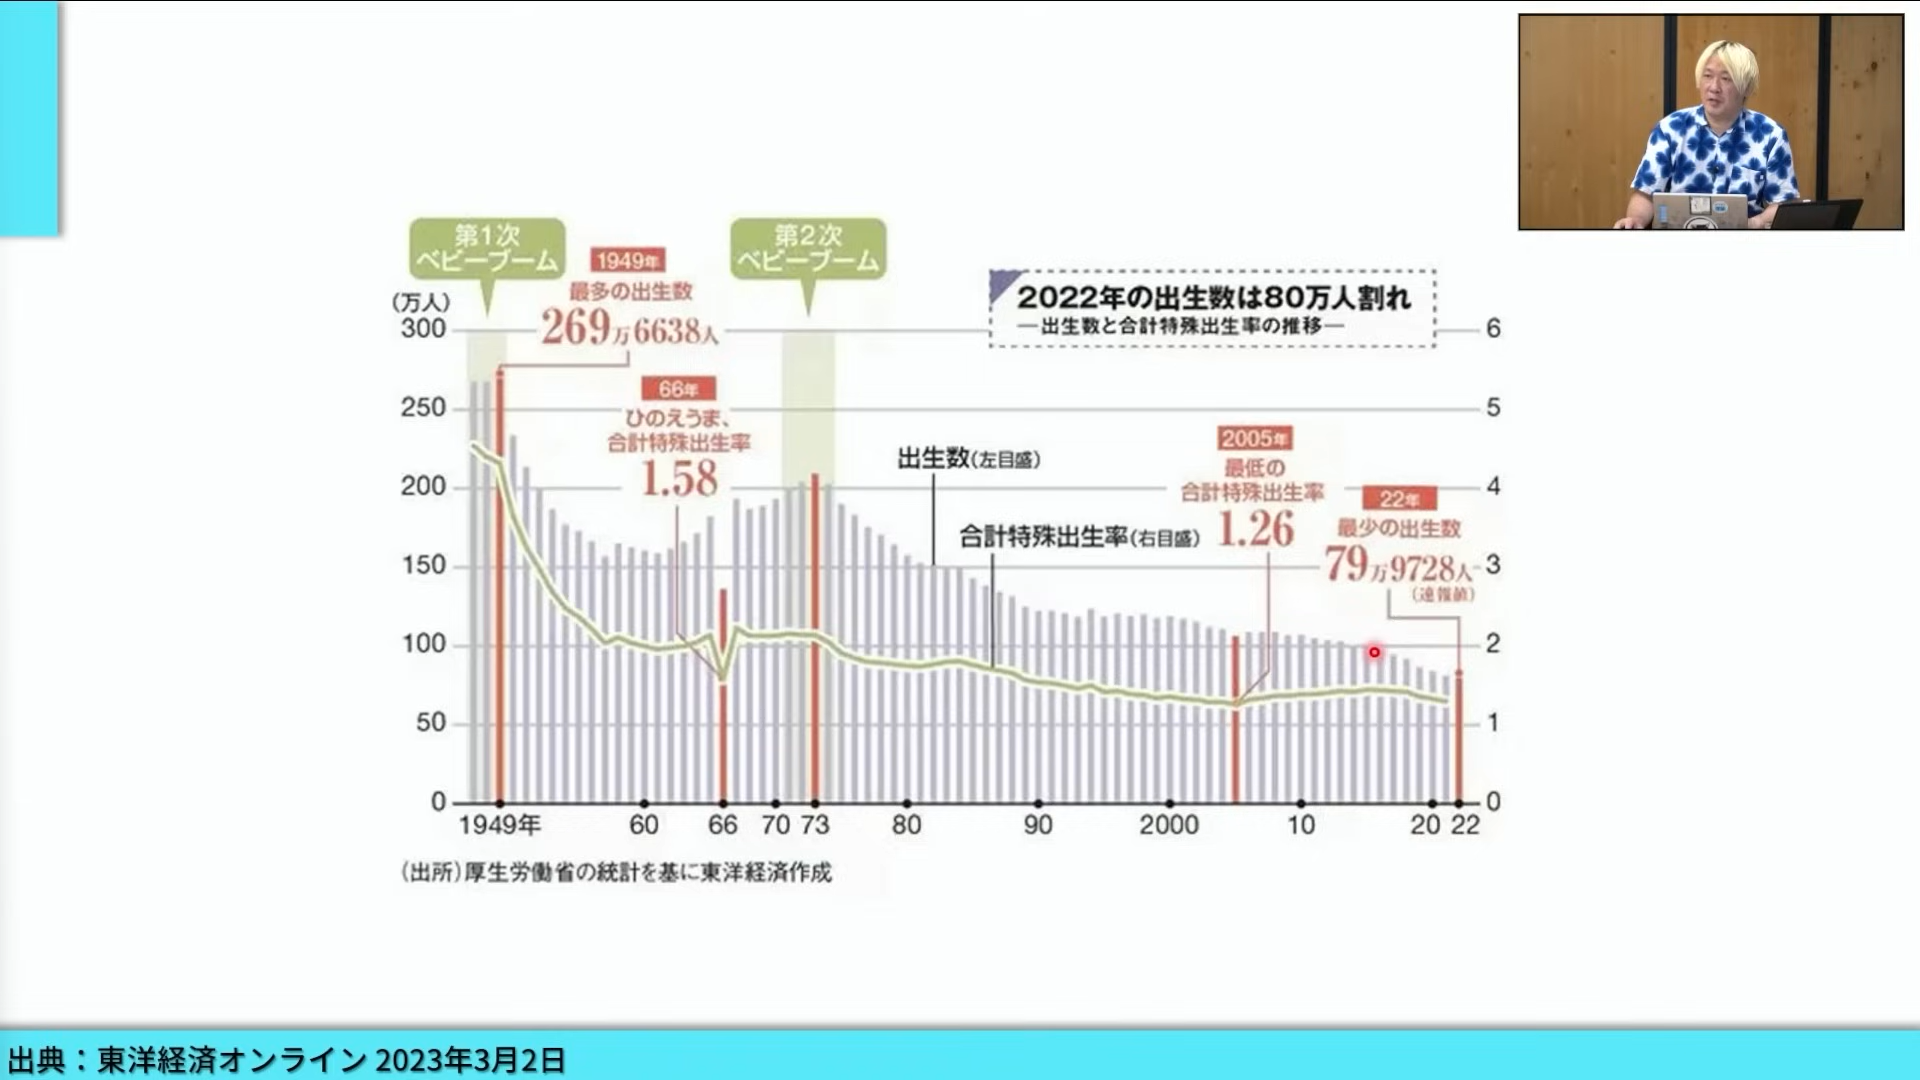 第1次
ベビーブーム
第2次
ベビーブーム
1949年
最多の出生数
269万6638人
(万人)
2022年の出生数は80万人割れ
―出生数と合計特殊出生率の推移―
300
250
200
150
100
50
0
6
5
4
3
2
1
0
66年
ひのえうま、
合計特殊出生率
1.58
出生数(左目盛)
合計特殊出生率(右目盛)
2005年
最低の
合計特殊出生率
1.26
22年
最少の出生数
79万9728人
(速報値)
1949年 60 66 70 73 80 90 2000 10 20 22
(出所)厚生労働省の統計を基に東洋経済作成
出典：東洋経済オンライン 2023年3月2日